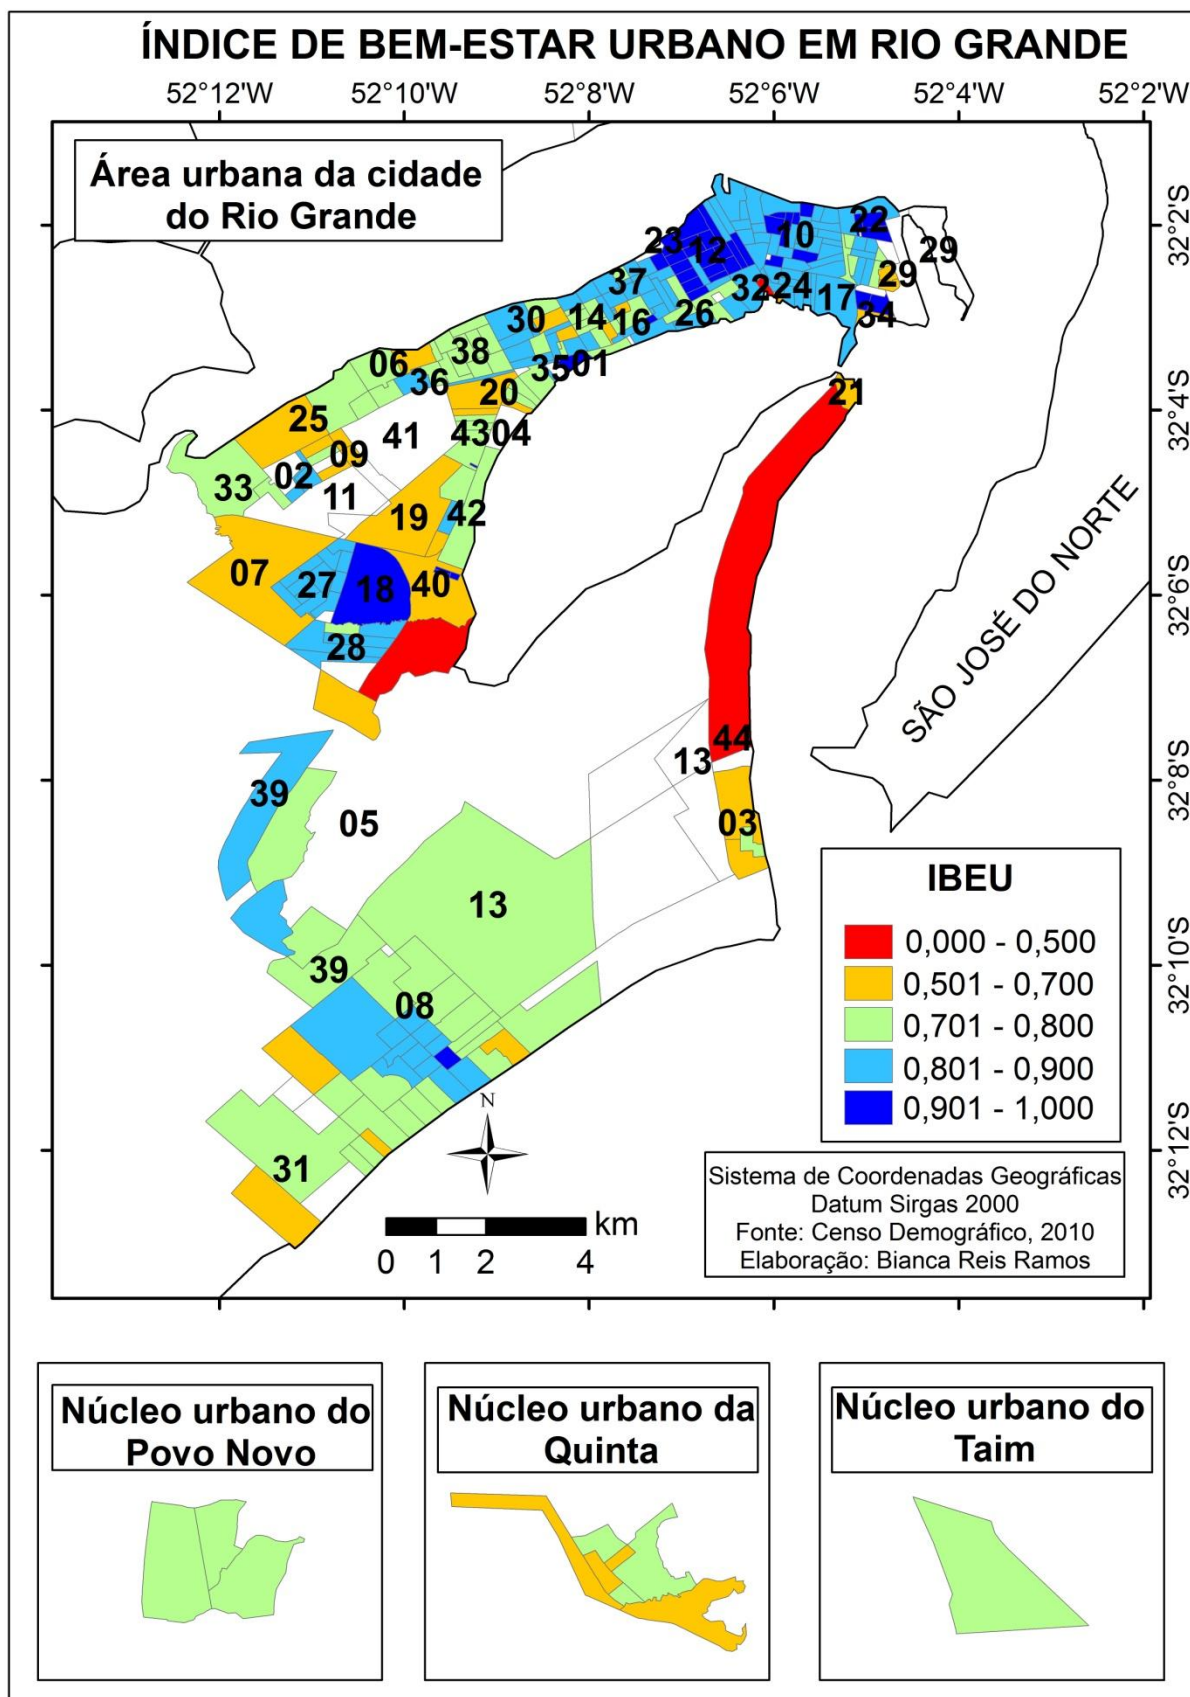 ÍNDICE DE BEM-ESTAR URBANO EM RIO GRANDE
52°12'W 52°10'W 52°8'W 52°6'W 52°4'W 52°2'W
Área urbana da cidade
do Rio Grande
32°2'S
32°4'S
32°6'S
32°8'S
32°10'S
32°12'S
22
23 12 10 29
29
37 32 24 17
34
30 14 16 26
38 35 01
06 36
20 21
25
41 43 04
09
02
33 11
19 42
07 27 18 40
28
44
13
39
05 03
13
39
08
31
SÃO JOSÉ DO NORTE
IBEU
0,000 - 0,500
0,501 - 0,700
0,701 - 0,800
0,801 - 0,900
0,901 - 1,000
N
km
0 1 2 4
Sistema de Coordenadas Geográficas
Datum Sirgas 2000
Fonte: Censo Demográfico, 2010
Elaboração: Bianca Reis Ramos
Núcleo urbano do
Povo Novo
Núcleo urbano da
Quinta
Núcleo urbano do
Taim